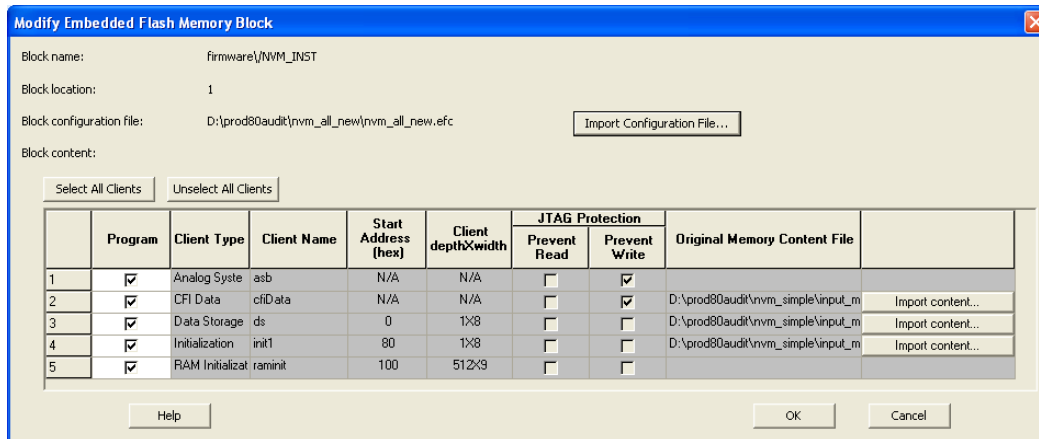 Modify Embedded Flash Memory Block
Block name: firmware\/NVM_INST
Block location: 1
Block configuration file: D:\prod80audit\nvm_all_new\nvm_all_new.efc Import Configuration File...
Block content:
Select All Clients Unselect All Clients
Program Client Type Client Name Start Address (hex) Client depthXwidth JTAG Protection Prevent Read Prevent Write Original Memory Content File
1 Analog Syste asb N/A N/A
2 CFI Data cfiData N/A N/A D:\prod80audit\nvm_simple\input_m Import content...
3 Data Storage ds 0 1X8 D:\prod80audit\nvm_simple\input_m Import content...
4 Initialization init1 80 1X8 D:\prod80audit\nvm_simple\input_m Import content...
5 RAM Initializat raminit 100 512X9
Help OK Cancel